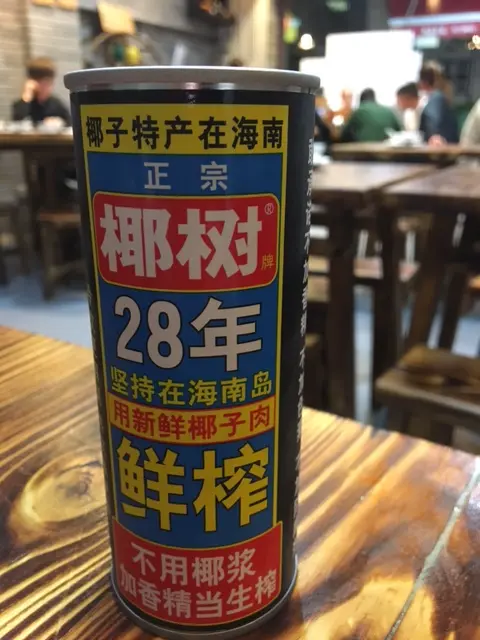 椰子特产在海南
正宗
椰树®
牌
28年
坚持在海南岛
用新鲜椰子肉
鲜榨
不用椰浆
加香精当生榨